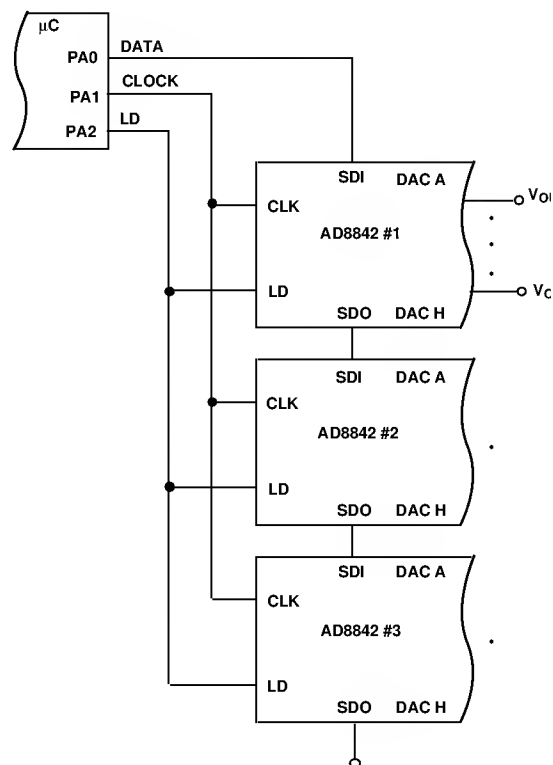 μC
DATA
PA0
CLOCK
PA1
LD
PA2
SDI DAC A
CLK
AD8842 #1
LD
SDO DAC H
SDI DAC A
CLK
AD8842 #2
LD
SDO DAC H
SDI DAC A
CLK
AD8842 #3
LD
SDO DAC H